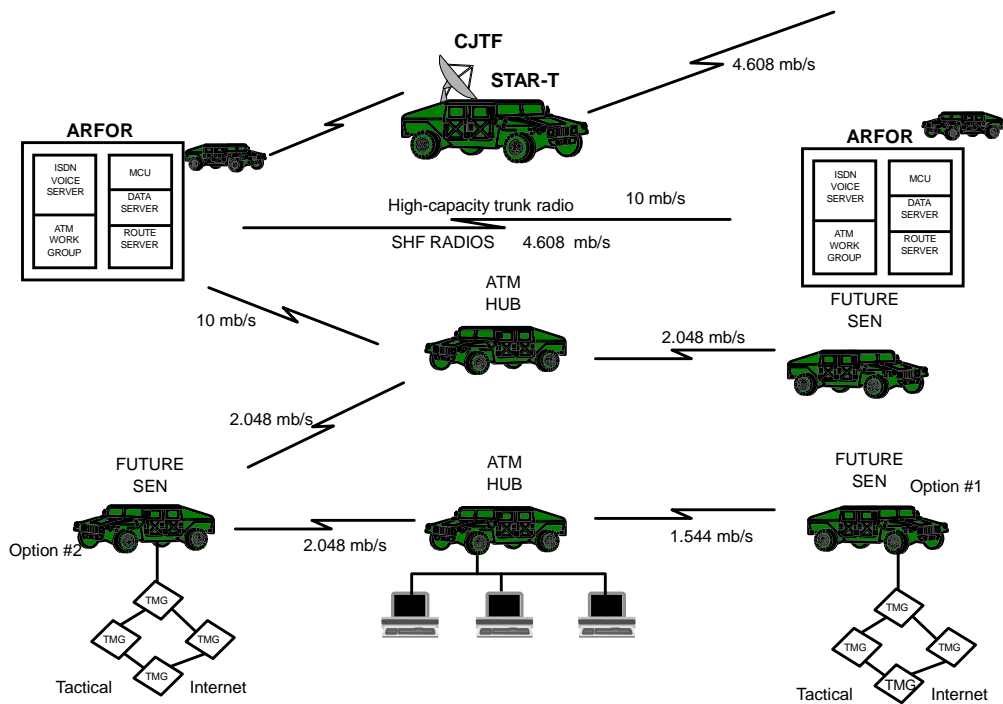 CJTF
STAR-T
4.608 mb/s
ARFOR
ISDN
VOICE
SERVER
MCU
DATA
SERVER
ATM
WORK
GROUP
ROUTE
SERVER
High-capacity trunk radio
10 mb/s
SHF RADIOS 4.608 mb/s
ARFOR
ISDN
VOICE
SERVER
MCU
DATA
SERVER
ATM
WORK
GROUP
ROUTE
SERVER
10 mb/s
ATM
HUB
2.048 mb/s
FUTURE
SEN
2.048 mb/s
FUTURE
SEN
Option #2
2.048 mb/s
ATM
HUB
1.544 mb/s
FUTURE
SEN
Option #1
TMG
TMG
TMG
TMG
Tactical Internet
TMG
TMG
TMG
TMG
Tactical Internet